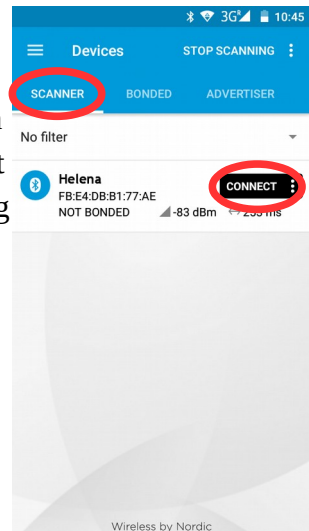 3G 10:45
Devices STOP SCANNING
SCANNER BONDED ADVERTISER
No filter
Helena
CONNECT
FB:E4:DB:B1:77:AE
NOT BONDED -83 dBm
Wireless by Nordic